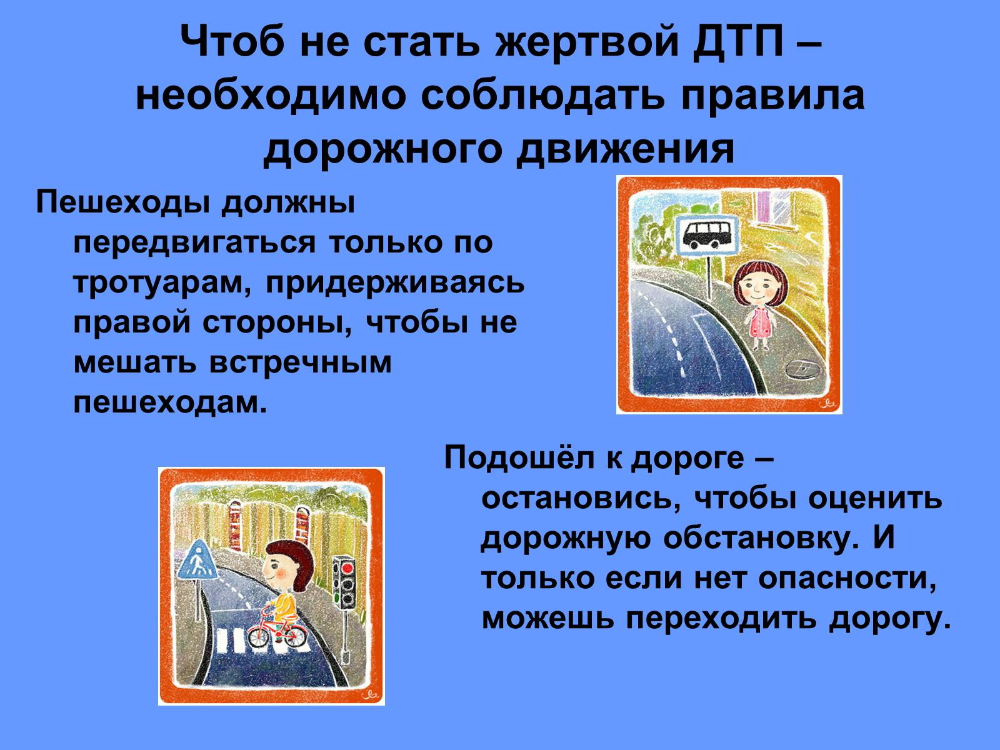 Чтоб не стать жертвой ДТП –
необходимо соблюдать правила
дорожного движения
Пешеходы должны
передвигаться только по
тротуарам, придерживаясь
правой стороны, чтобы не
мешать встречным
пешеходам.
Подошёл к дороге –
остановись, чтобы оценить
дорожную обстановку. И
только если нет опасности,
можешь переходить дорогу.